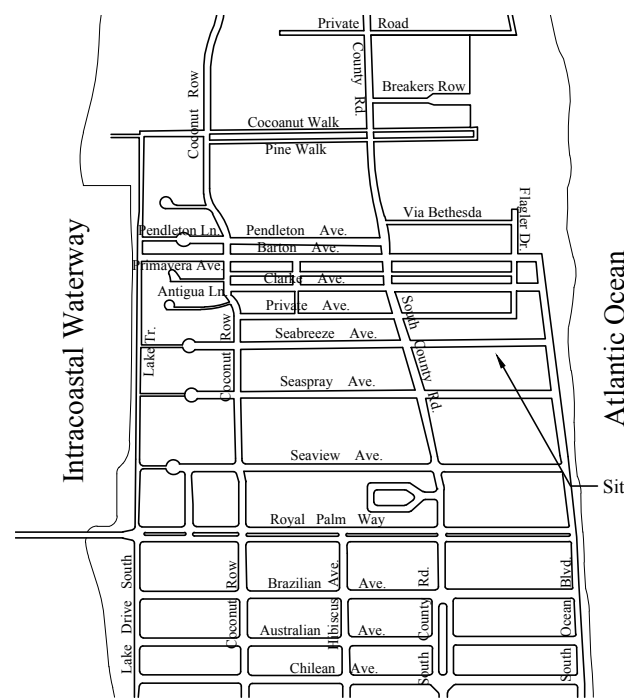 Private Road
Coconut Row
County Rd.
Breakers Row
Cocoanut Walk
Pine Walk
Via Bethesda
Flagler Dr.
Pendleton Ln.
Pendleton Ave.
Barton Ave.
Primavera Ave.
Clarke Ave.
Antigua Ln
Private Ave.
South County Rd.
Lake Tr.
Coconut Row
Seabreeze Ave.
Seaspray Ave.
Intracoastal Waterway
Atlantic Ocean
Seaview Ave.
Sit
Royal Palm Way
Lake Drive South
Coconut Row
Brazilian Ave.
Hibiscus Ave.
Australian Ave.
South County Rd.
South Ocean Blvd.
Chilean Ave.